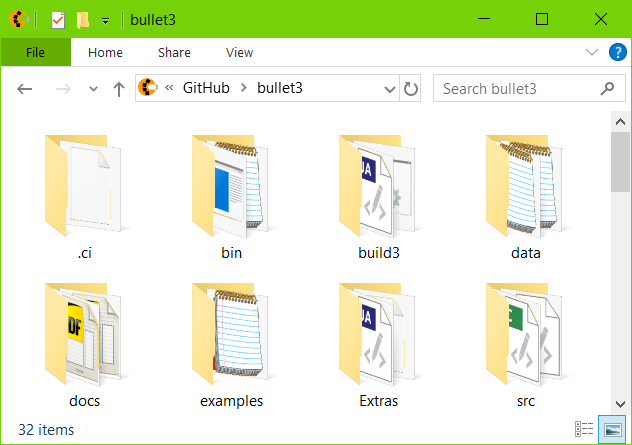 bullet3
File Home Share View
« GitHub > bullet3 Search bullet3
.ci bin build3 data
docs examples Extras src
32 items